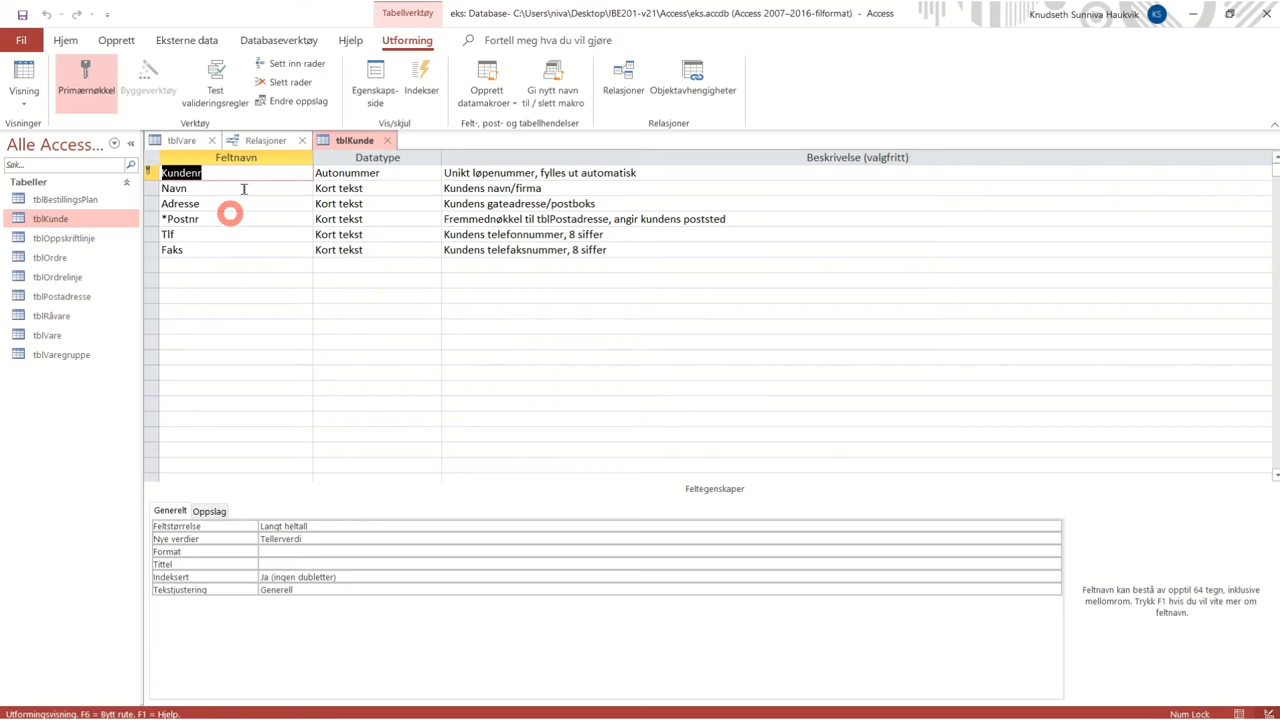 Tabellverktøy
eks: Database- C:\Users\niva\Desktop\IBE201-v21\Access\eks.accdb (Access 2007–2016-filformat) - Access
Knudseth Sunniva Haukvik KS
Fil Hjem Opprett Eksterne data Databaseverktøy Hjelp Utforming Fortell meg hva du vil gjøre
Visning
Primærnøkkel
Byggeverktøy
Test valideringsregler
Sett inn rader
Slett rader
Endre oppslag
Egenskaps-side
Indekser
Opprett datamakroer
Gi nytt navn til / slett makro
Relasjoner
Objektavhengigheter
Visninger Verktøy Vis/skjul Felt-, post- og tabellhendelser Relasjoner
Alle Access...
Søk...
Tabeller
tblBestillingsPlan
tblKunde
tblOppskriftlinje
tblOrdre
tblOrdrelinje
tblPostadresse
tblRåvare
tblVare
tblVaregruppe
tblVare Relasjoner tblKunde
Feltnavn Datatype Beskrivelse (valgfritt)
Kundenr Autonummer Unikt løpenummer, fylles ut automatisk
Navn Kort tekst Kundens navn/firma
Adresse Kort tekst Kundens gateadresse/postboks
*Postnr Kort tekst Fremmednøkkel til tblPostadresse, angir kundens poststed
Tlf Kort tekst Kundens telefonnummer, 8 siffer
Faks Kort tekst Kundens telefaksnummer, 8 siffer
Feltegenskaper
Generelt Oppslag
Feltstørrelse Langt heltall
Nye verdier Tellerverdi
Format
Tittel
Indeksert Ja (ingen dubletter)
Tekstjustering Generell
Feltnavn kan bestå av opptil 64 tegn, inklusive
mellomrom. Trykk F1 hvis du vil vite mer om
feltnavn.
Utformingsvisning. F6 = Bytt rute. F1 = Hjelp. Num Lock